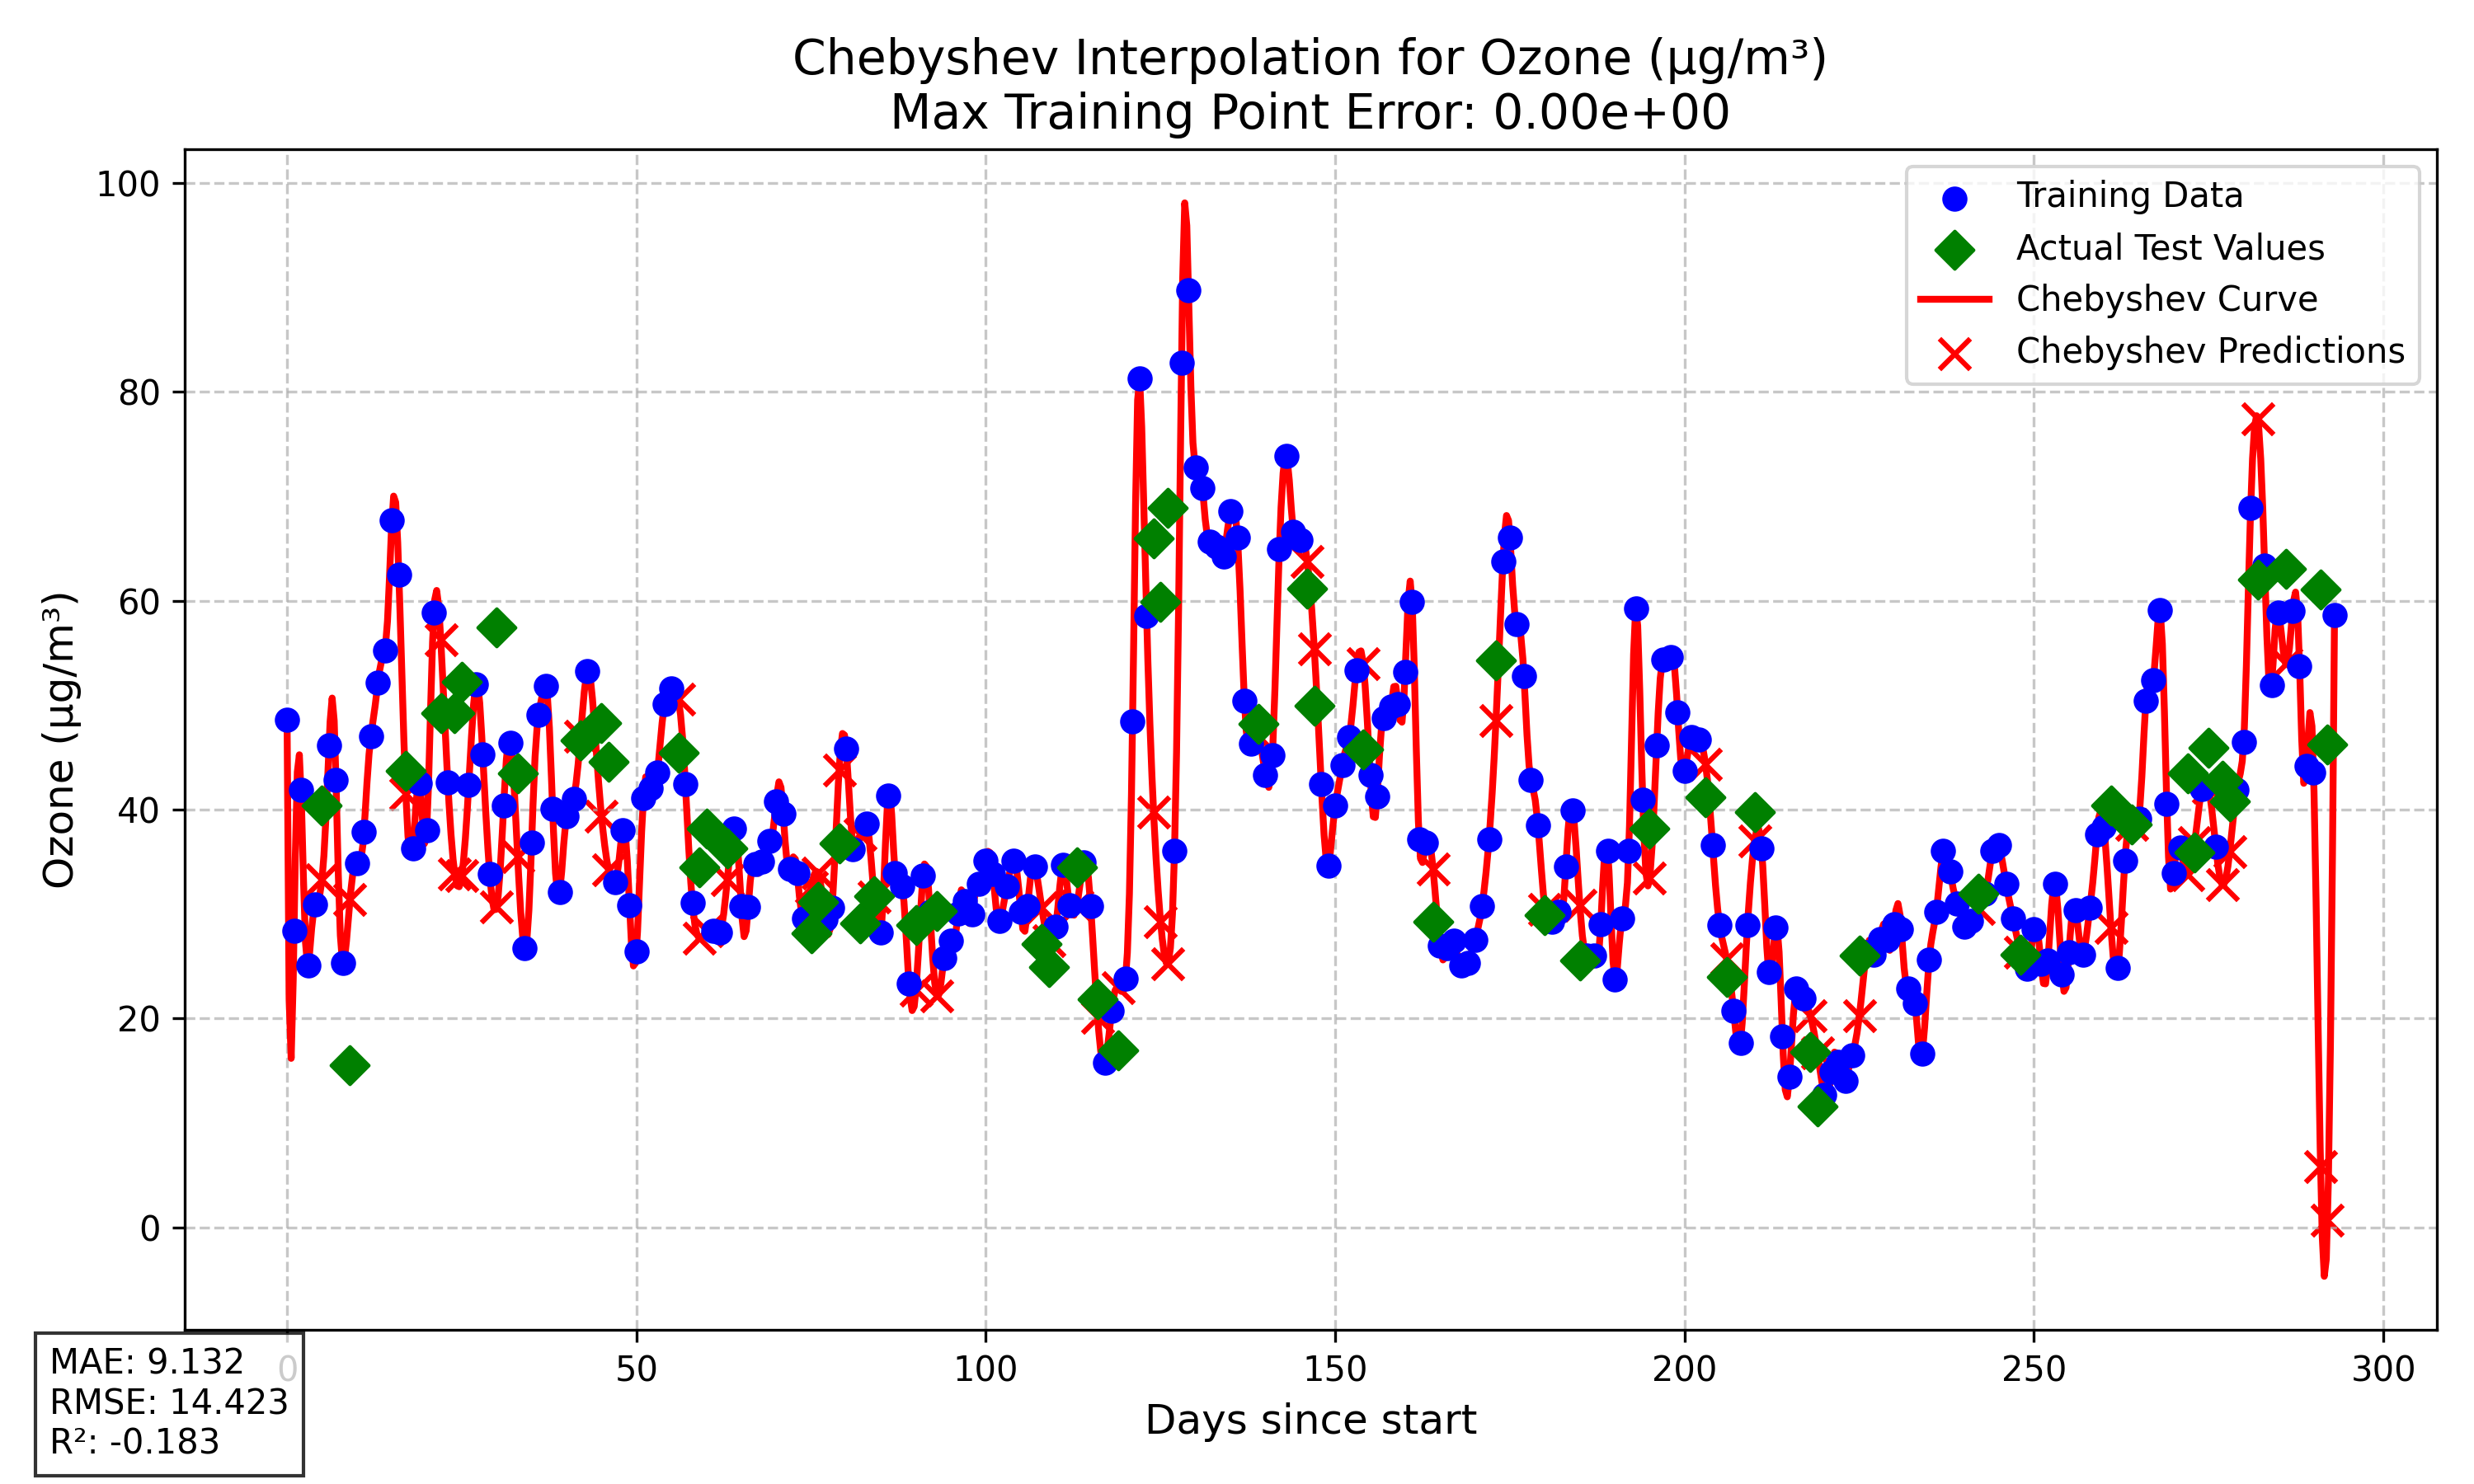 Chebyshev Interpolation for Ozone (µg/m³)
Max Training Point Error: 0.00e+00
Training Data
Actual Test Values
Chebyshev Curve
Chebyshev Predictions
Ozone (µg/m³)
100
80
60
40
20
0
0
50
100
150
200
250
300
Days since start
MAE: 9.132
RMSE: 14.423
R²: -0.183